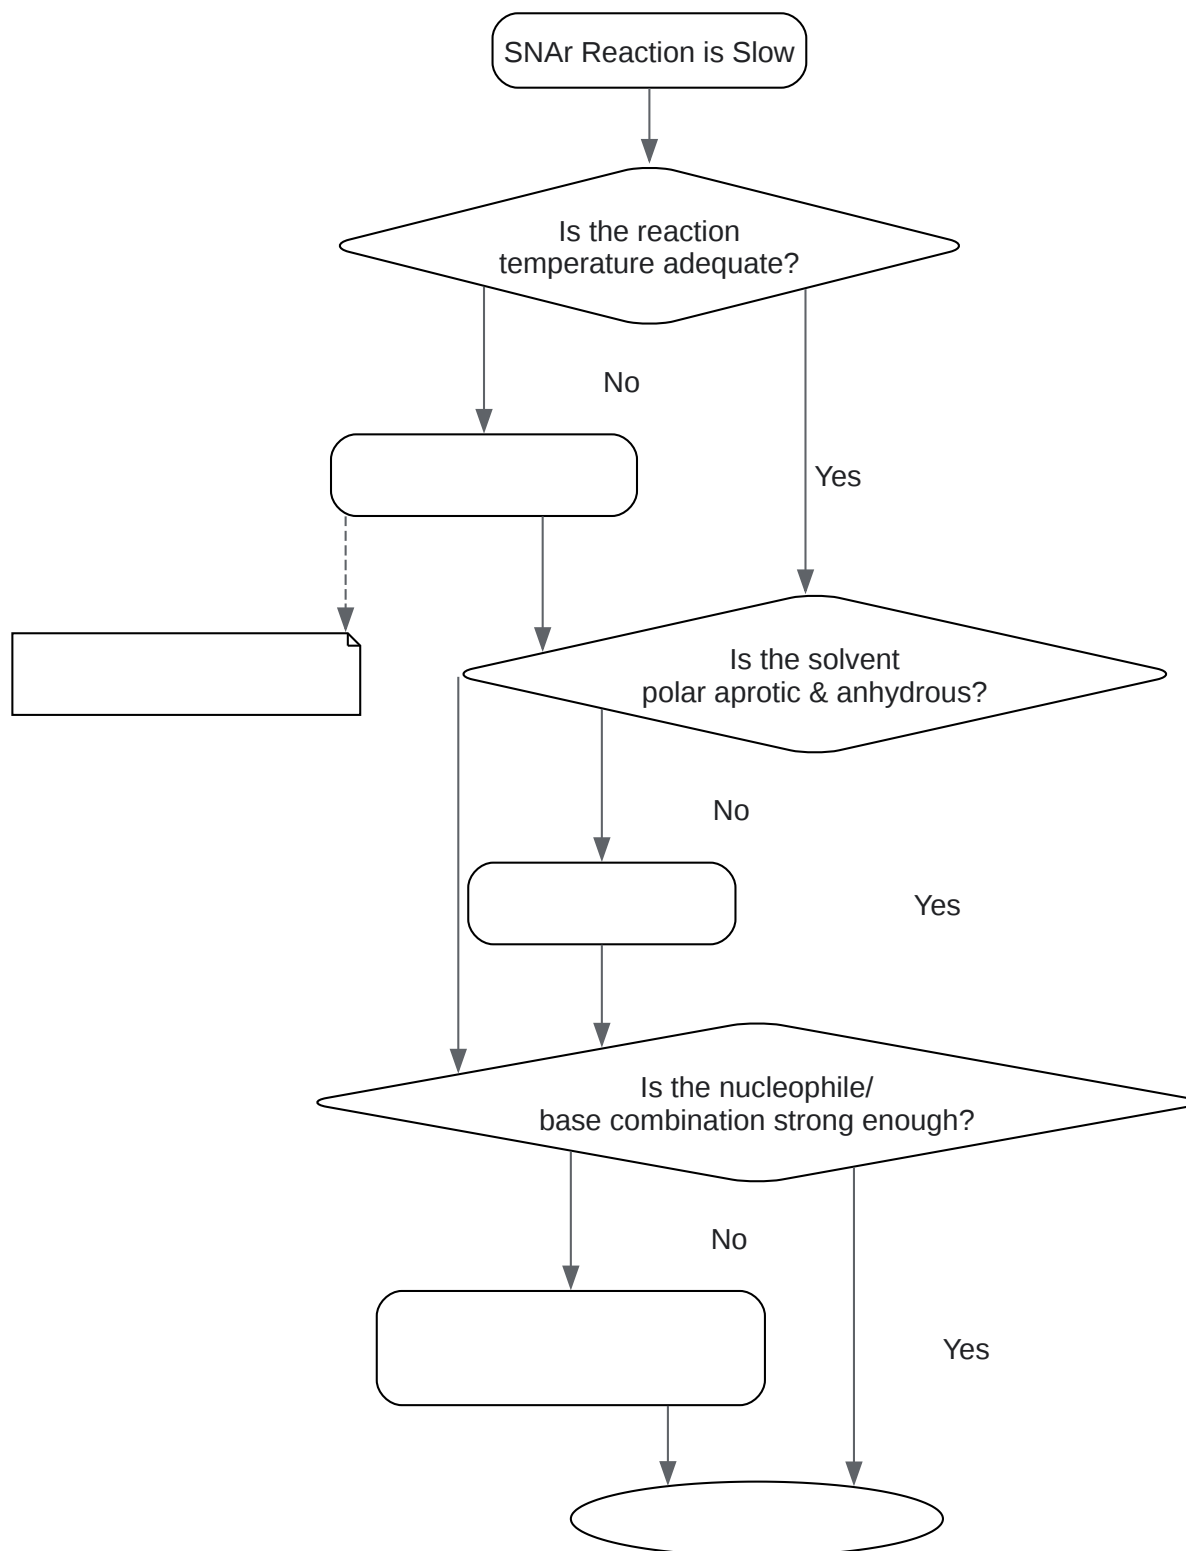 SNAr Reaction is Slow
Is the reaction
temperature adequate?
No
Yes
Is the solvent
polar aprotic & anhydrous?
No
Yes
Is the nucleophile/
base combination strong enough?
No
Yes